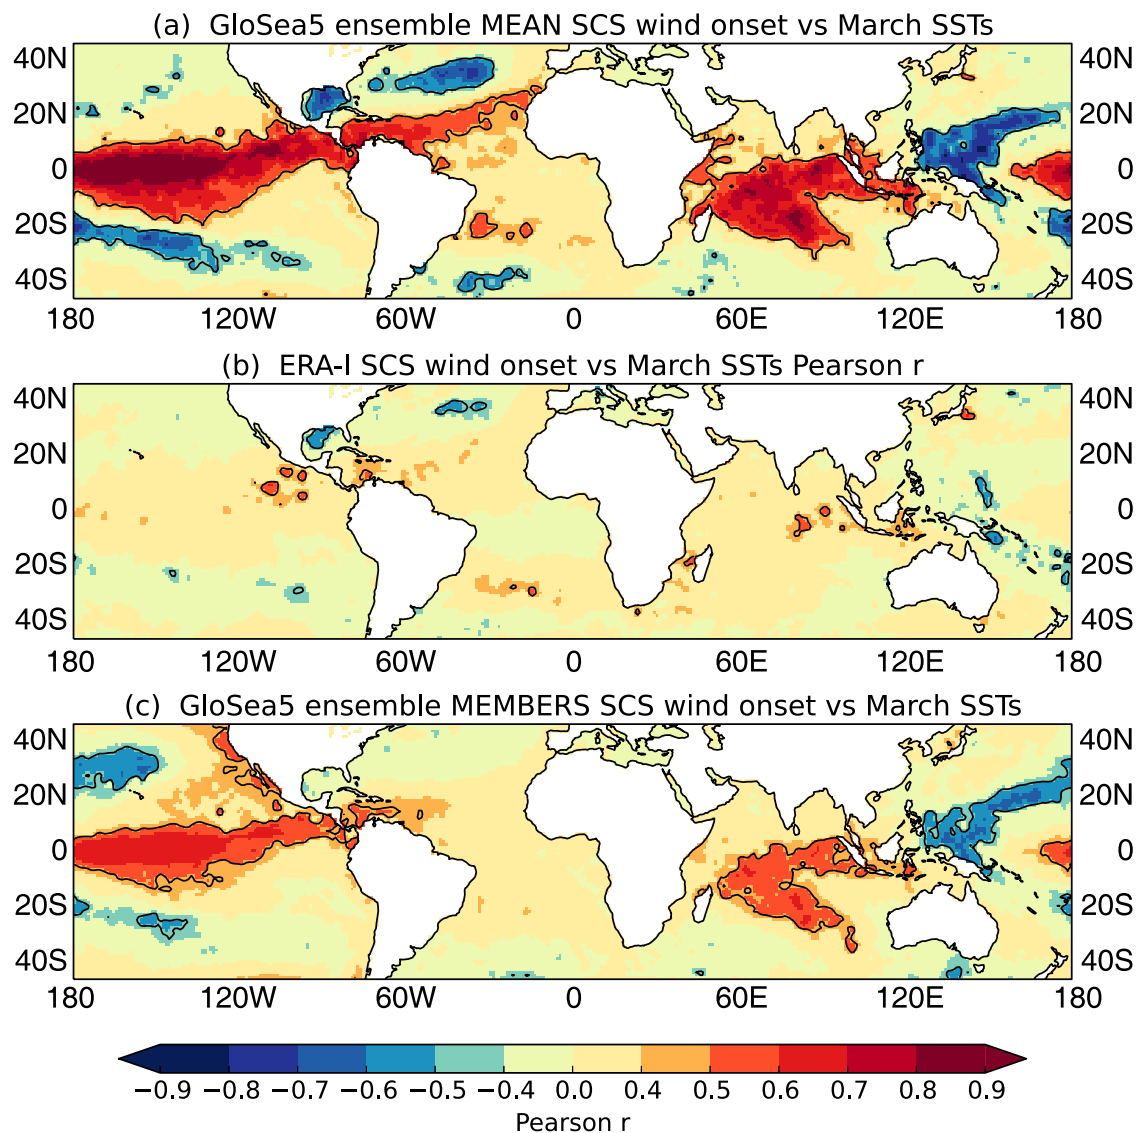 (a) GloSea5 ensemble MEAN SCS wind onset vs March SSTs
40N 40N
20N 20N
0 0
20S 20S
40S 40S
180 120W 60W 0 60E 120E 180
(b) ERA-I SCS wind onset vs March SSTs Pearson r
40N 40N
20N 20N
0 0
20S 20S
40S 40S
180 120W 60W 0 60E 120E 180
(c) GloSea5 ensemble MEMBERS SCS wind onset vs March SSTs
40N 40N
20N 20N
0 0
20S 20S
40S 40S
180 120W 60W 0 60E 120E 180
−0.9 −0.8 −0.7 −0.6 −0.5 −0.4 0.0 0.4 0.5 0.6 0.7 0.8 0.9
Pearson r